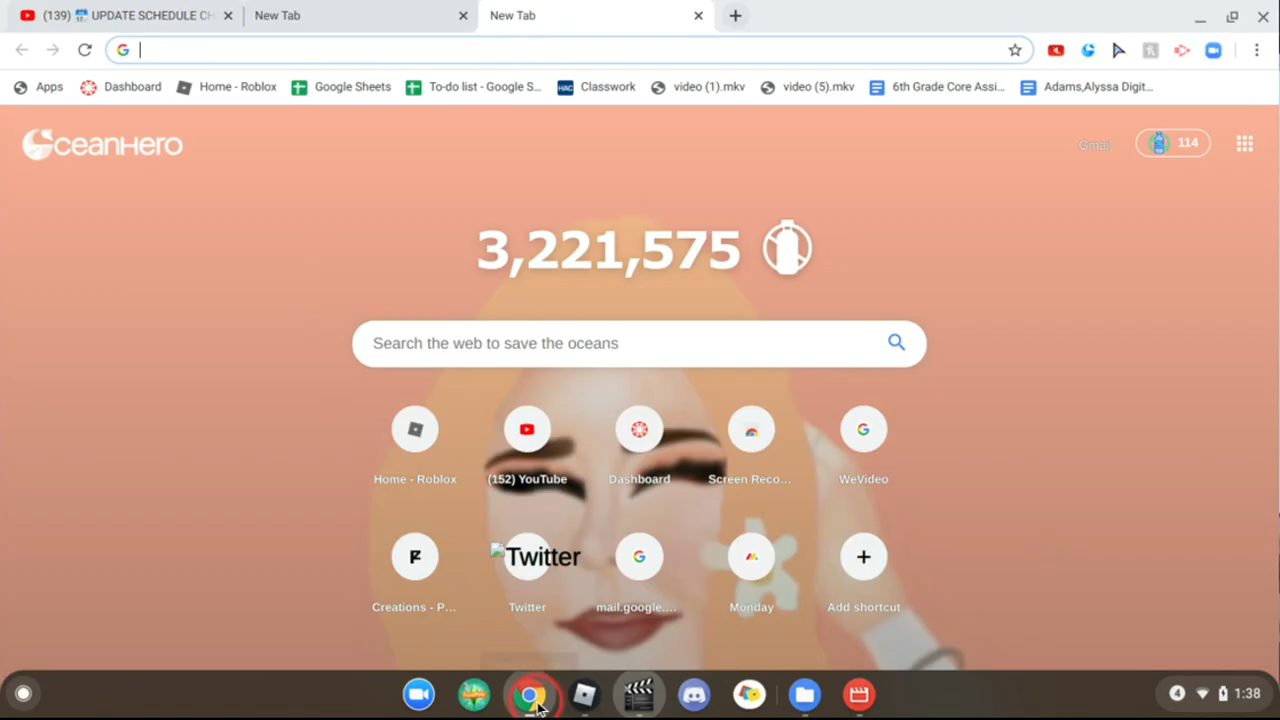 (139) UPDATE SCHEDULE CH
New Tab
New Tab
Apps
Dashboard
Home - Roblox
Google Sheets
To-do list - Google S...
HAC
Classwork
video (1).mkv
video (5).mkv
6th Grade Core Assi...
Adams,Alyssa Digit...
OceanHero
Gmail
114
3,221,575
Search the web to save the oceans
Home - Roblox
(152) YouTube
Dashboard
Screen Reco...
WeVideo
Creations - P...
Twitter
Twitter
mail.google....
Monday
Add shortcut
4
1:38